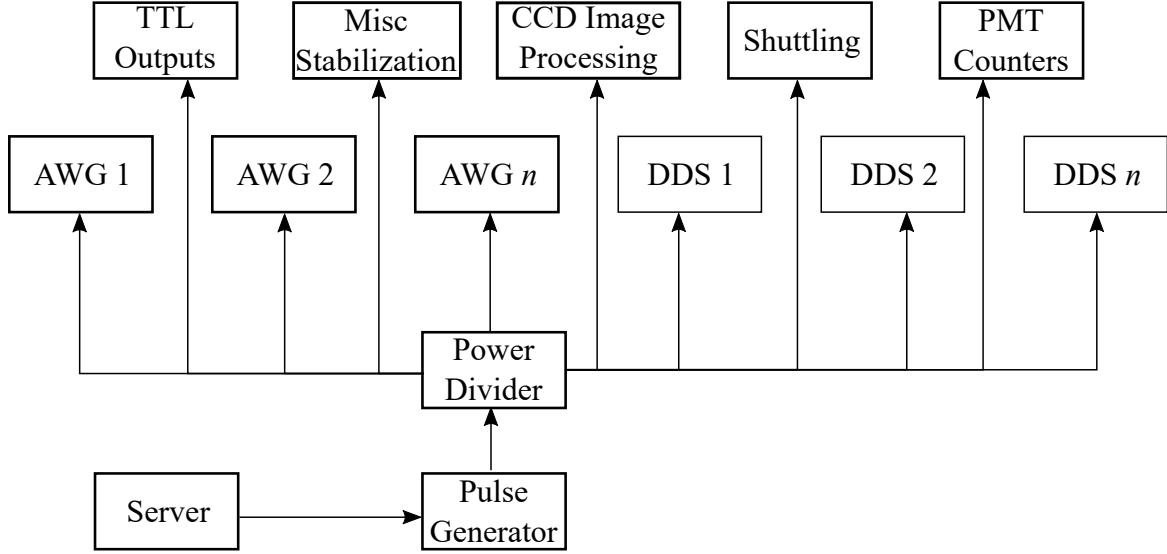 TTL
Outputs
Misc
Stabilization
CCD Image
Processing
Shuttling
PMT
Counters
AWG 1
AWG 2
AWG n
DDS 1
DDS 2
DDS n
Power
Divider
Server
Pulse
Generator